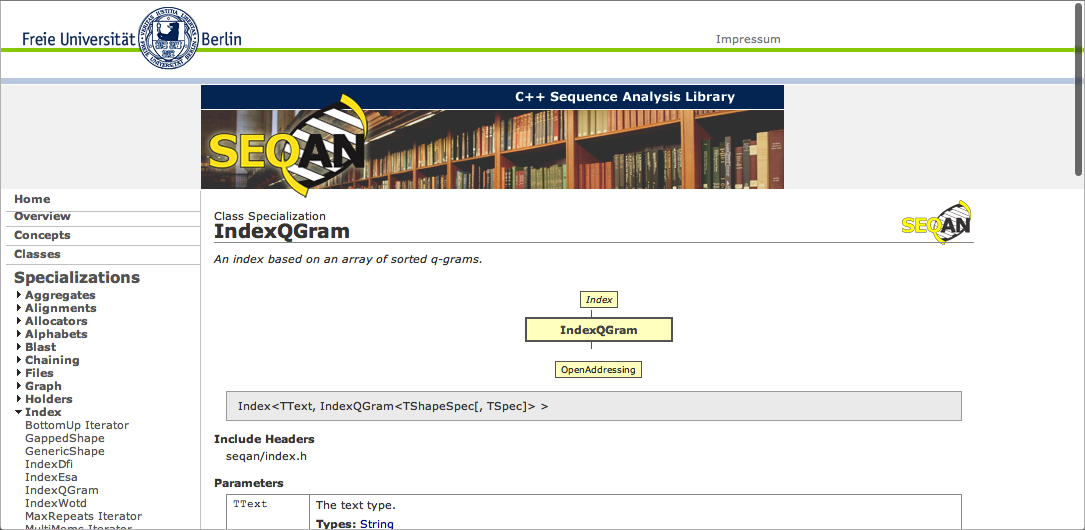 Freie Universität Berlin
Impressum
C++ Sequence Analysis Library
SEQAN
Home
Overview
Concepts
Classes
Specializations
Aggregates
Alignments
Allocators
Alphabets
Blast
Chaining
Files
Graph
Holders
Index
BottomUp Iterator
GappedShape
GenericShape
IndexDfi
IndexEsa
IndexQGram
IndexWotd
MaxRepeats Iterator
MultiMems Iterator
Class Specialization
IndexQGram
SEQAN
An index based on an array of sorted q-grams.
Index
IndexQGram
OpenAddressing
Index<TText, IndexQGram<TShapeSpec[, TSpec]> >
Include Headers
seqan/index.h
Parameters
TText
The text type.
Types: String